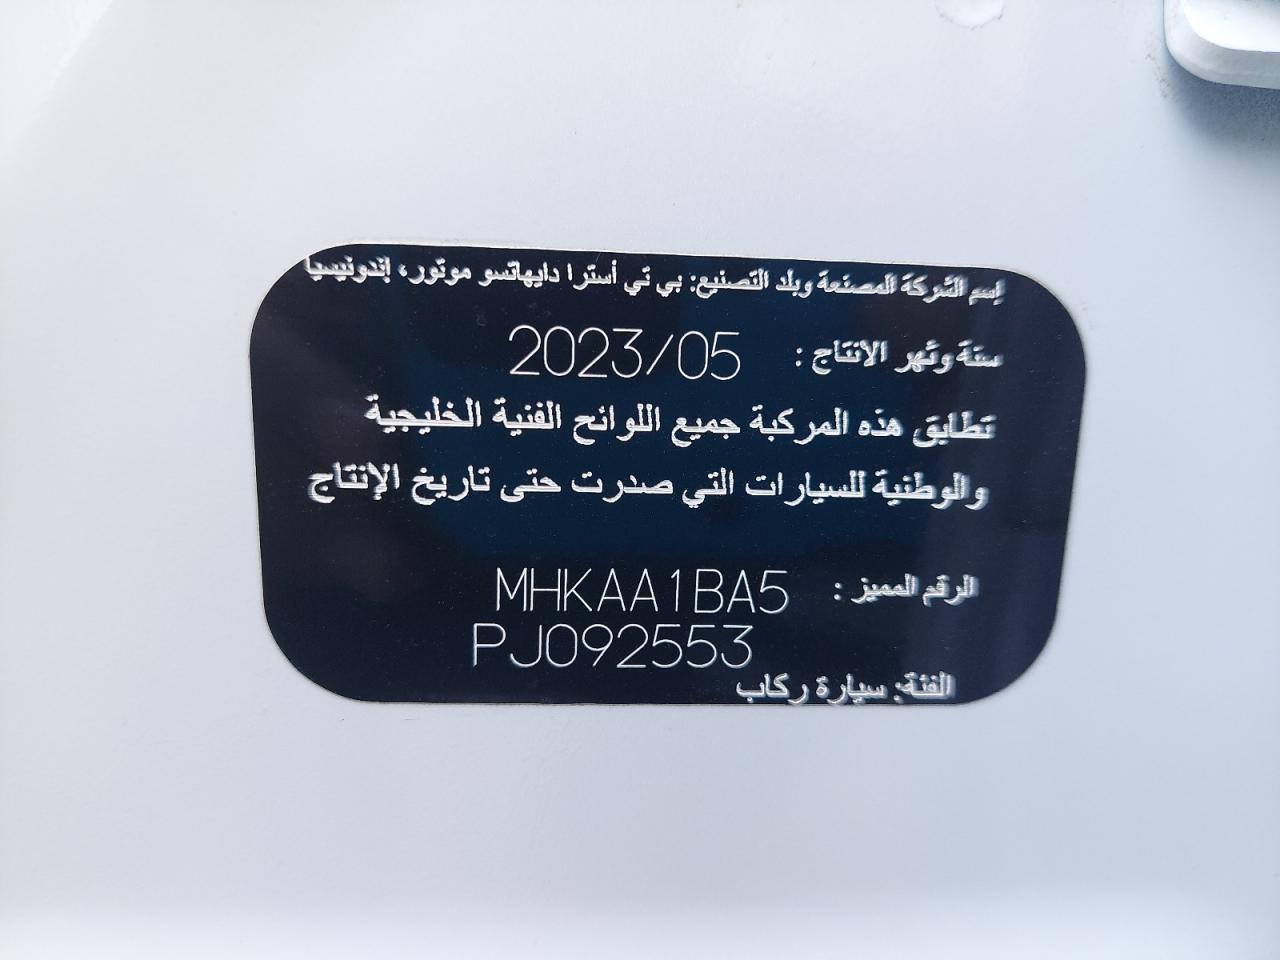 إسم الشركة المصنعة وبلد التصنيع: بي تي أسترا دايهاتسو موتور، إندونيسيا
سنة وشهر الانتاج : 2023/05
تطابق هذه المركبة جميع اللوائح الفنية الخليجية
والوطنية للسيارات التي صدرت حتى تاريخ الإنتاج
الرقم المميز : MHKAA1BA5
PJ092553
الفئة: سيارة ركاب